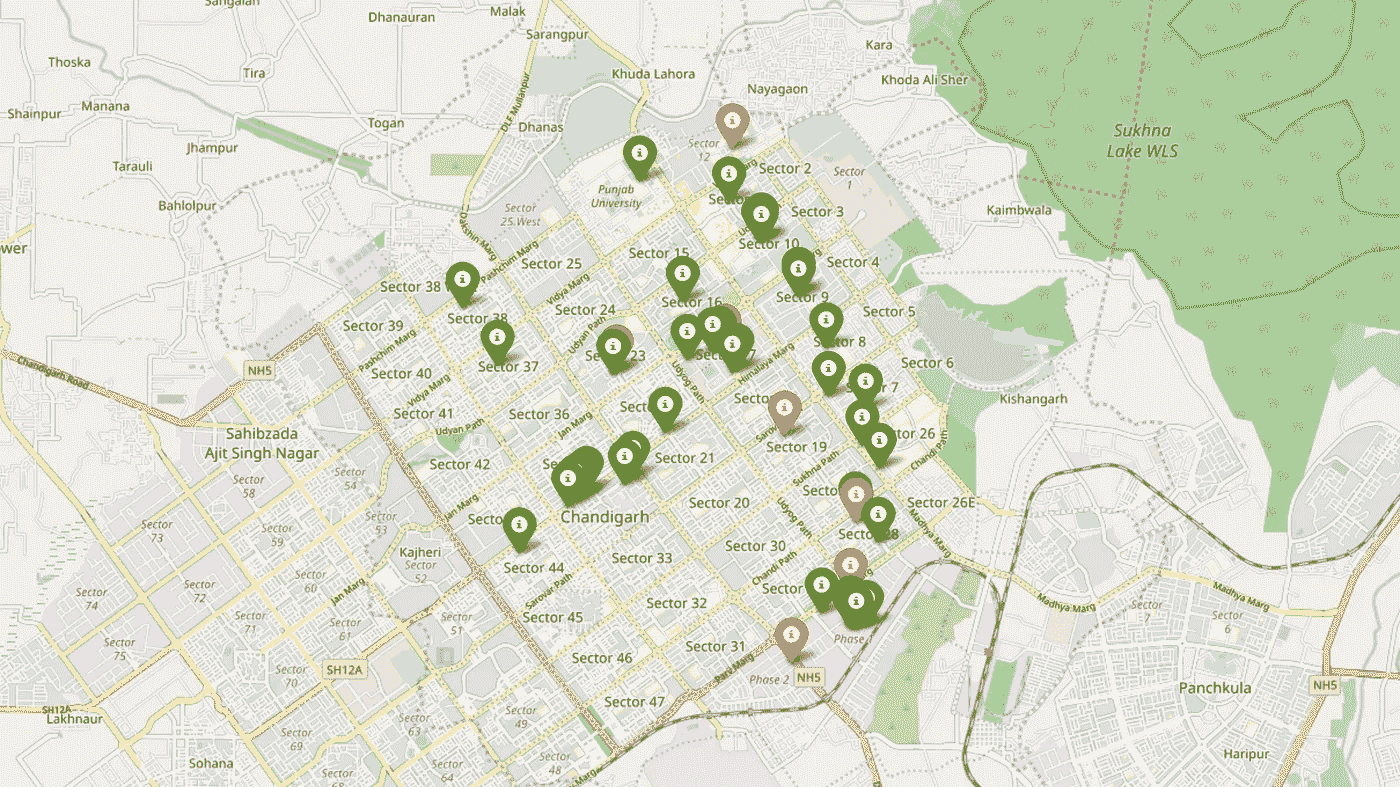 Sangalan
Malak
Dhanauran
Sarangpur
Kara
Thoska
Tira
Khuda Lahora
Khoda Ali Sher
Nayagaon
Manana
Shainpur
Togan
DLF Mullanpur
Dhanas
Sukhna
Lake WLS
Jhampur
Sector
12
Tarauli
Sector 2
Sector
1
Punjab
University
Bahlolpur
Sector
25.West
Sector 3
Kaimbwala
Dakshin Marg
Pashchim Marg
Sector 10
Sector 15
Sector 4
Sector 25
Sector 38
Vidya Marg
Sector 9
Sector 16
Sector 24
Sector 5
Sector 38
Sector 39
Udyan Path
Sector 8
Pashchim Marg
23
Chandigarh Road
NH5
Sector 37
Himalaya Marg
Sector 6
Sector 40
Udyog Path
Vidya Marg
Kishangarh
Sector 41
Sector 36
Jan Marg
Udyan Path
Sahibzada
Ajit Singh Nagar
Sector 19
Sector 26
Chandi Path
Sector 42
Sector 21
Sukhna Path
Sector
54
Sector
58
Sector 20
Sector 26E
Jan Marg
Udyog Path
Madhya Marg
Chandigarh
Sector
53
Sector
73
Sector
59
Kajheri
Sector
52
Sector 30
Sector 33
Sector 44
Chandi Path
Sector
60
Sector
72
Sector
74
Jan Marg
Sarovar Path
Sector 32
Madhya Marg
Madhya Marg
Sector
7
Sector
6
Sector 45
Sector
51
Sector
61
Sector
71
Sector
75
Sector 31
Phase 1
Sector 46
SH12A
Sector
70
Purv Marg
Phase 2
NH5
NH5
Panchkula
Sector 47
SH12A
Lakhnaur
Sector
49
Sector
63
Sector
69
Sector
48
Haripur
Sohana
Sector
64
Sector
68